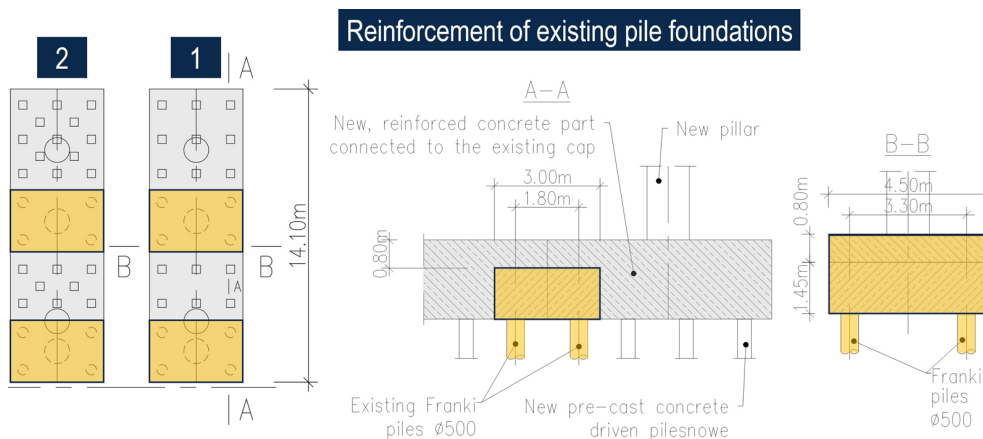 Reinforcement of existing pile foundations
2
1
A
A-A
New, reinforced concrete part
connected to the existing cap
New pillar
B-B
3.00m
1.80m
4.50m
3.30m
0.80m
0.80m
1.45m
14.10m
B
B
B
A
A
Existing Franki
piles ø500
New pre-cast concrete
driven pilesnowe
Franki
piles
ø500